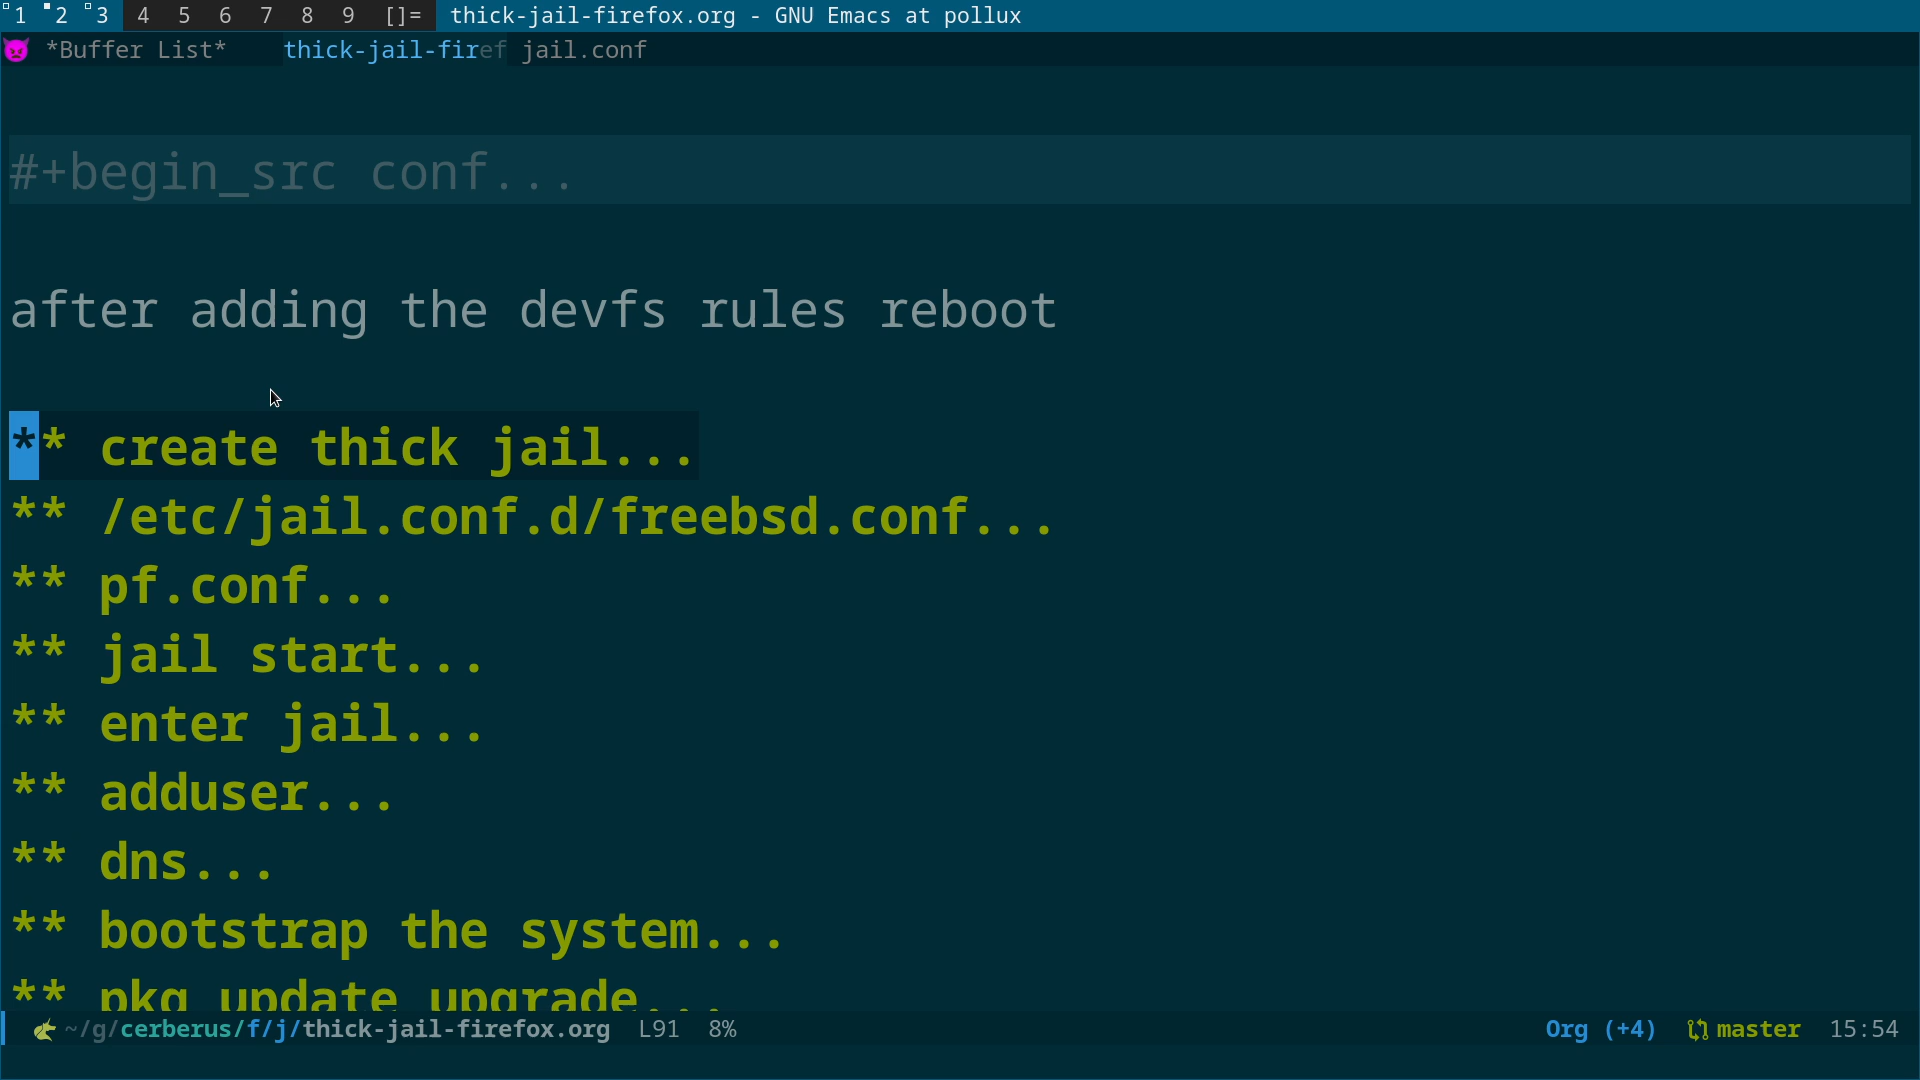 1 2 3 4 5 6 7 8 9 []= thick-jail-firefox.org - GNU Emacs at pollux
*Buffer List* thick-jail-firef jail.conf
#+begin_src conf...
after adding the devfs rules reboot
** create thick jail...
** /etc/jail.conf.d/freebsd.conf...
** pf.conf...
** jail start...
** enter jail...
** adduser...
** dns...
** bootstrap the system...
** pkg update upgrade...
~/g/cerberus/f/j/thick-jail-firefox.org L91 8% Org (+4) master 15:54